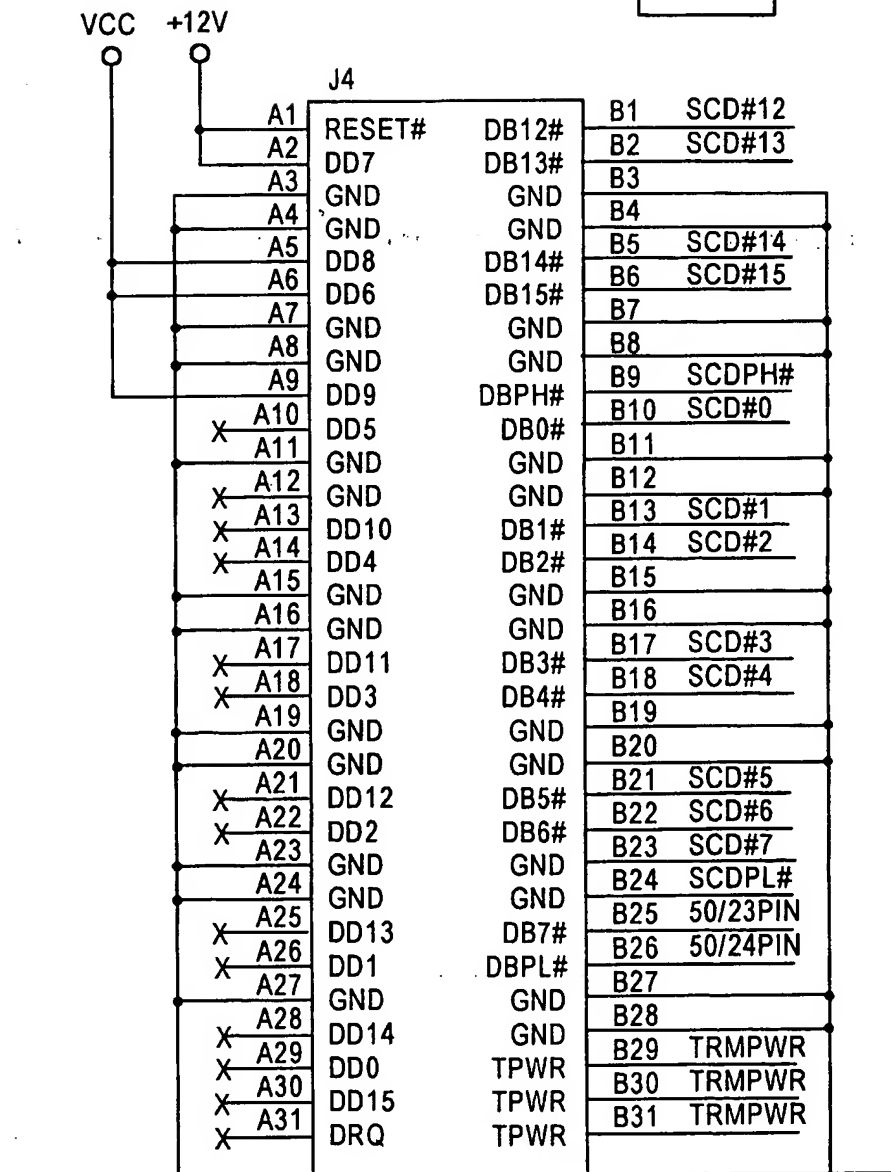 VCC +12V
J4
A1 RESET# DB12# B1 SCD#12
A2 DD7 DB13# B2 SCD#13
A3 GND GND B3
A4 GND GND B4
A5 DD8 DB14# B5 SCD#14
A6 DD6 DB15# B6 SCD#15
A7 GND GND B7
A8 GND GND B8
A9 DD9 DBPH# B9 SCDPH#
A10 DD5 DB0# B10 SCD#0
A11 GND GND B11
A12 GND GND B12
A13 DD10 DB1# B13 SCD#1
A14 DD4 DB2# B14 SCD#2
A15 GND GND B15
A16 GND GND B16
A17 DD11 DB3# B17 SCD#3
A18 DD3 DB4# B18 SCD#4
A19 GND GND B19
A20 GND GND B20
A21 DD12 DB5# B21 SCD#5
A22 DD2 DB6# B22 SCD#6
A23 GND GND B23 SCD#7
A24 GND GND B24 SCDPL#
A25 DD13 DB7# B25 50/23PIN
A26 DD1 DBPL# B26 50/24PIN
A27 GND GND B27
A28 DD14 GND B28
A29 DD0 TPWR B29 TRMPWR
A30 DD15 TPWR B30 TRMPWR
A31 DRQ TPWR B31 TRMPWR